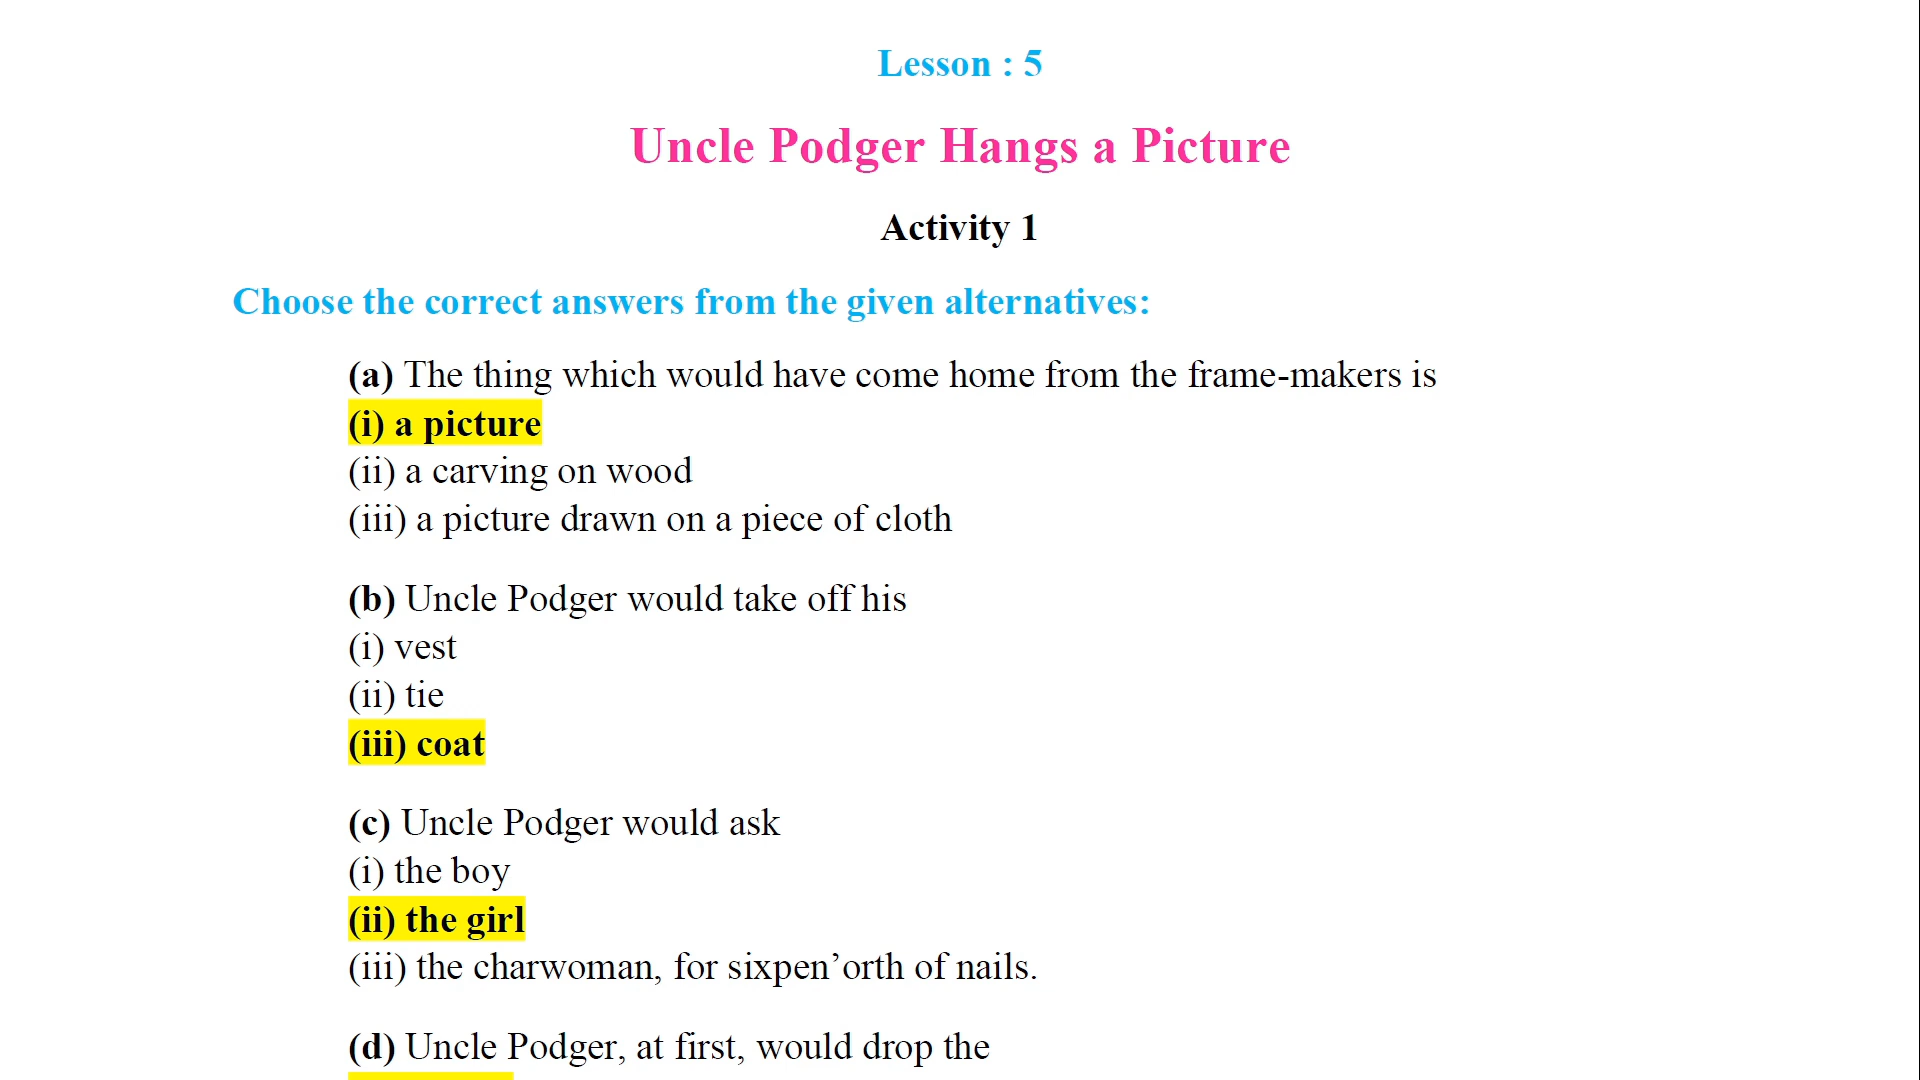 Lesson : 5
Uncle Podger Hangs a Picture
Activity 1
Choose the correct answers from the given alternatives:
(a) The thing which would have come home from the frame-makers is
(i) a picture
(ii) a carving on wood
(iii) a picture drawn on a piece of cloth
(b) Uncle Podger would take off his
(i) vest
(ii) tie
(iii) coat
(c) Uncle Podger would ask
(i) the boy
(ii) the girl
(iii) the charwoman, for sixpen’orth of nails.
(d) Uncle Podger, at first, would drop the